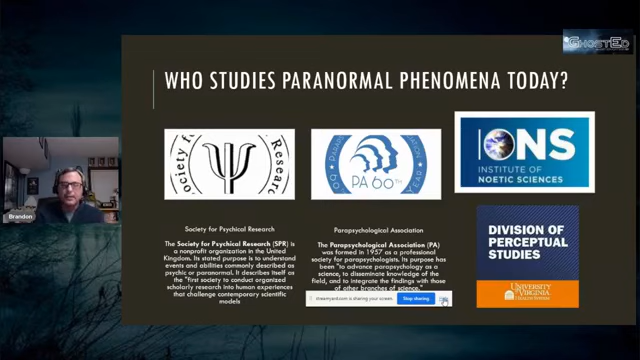 GHOSTED
WHO STUDIES PARANORMAL PHENOMENA TODAY?
Society f
Resear
PA 60TH
YEAR
IONS
INSTITUTE OF
NOETIC SCIENCES
Brandon
Society for Psychical Research
The Society for Psychical Research (SPR) is
a nonprofit organization in the United
Kingdom. Its stated purpose is to understand
events and abilities commonly described as
psychic or paranormal. It describes itself as
the "first society to conduct organized
scholarly research into human experiences
that challenge contemporary scientific
models
Parapsychological Association
The Parapsychological Association (PA)
was formed in 1957 as a professional
society for parapsychologists. Its purpose has
been "to advance parapsychology as a
science, to disseminate knowledge of the
field, and to integrate the findings with those
of other branches of science."
streamyard.com is sharing your screen.
Stop sharing
DIVISION OF
PERCEPTUAL
STUDIES
UNIVERSITY
of VIRGINIA
HEALTH SYSTEM